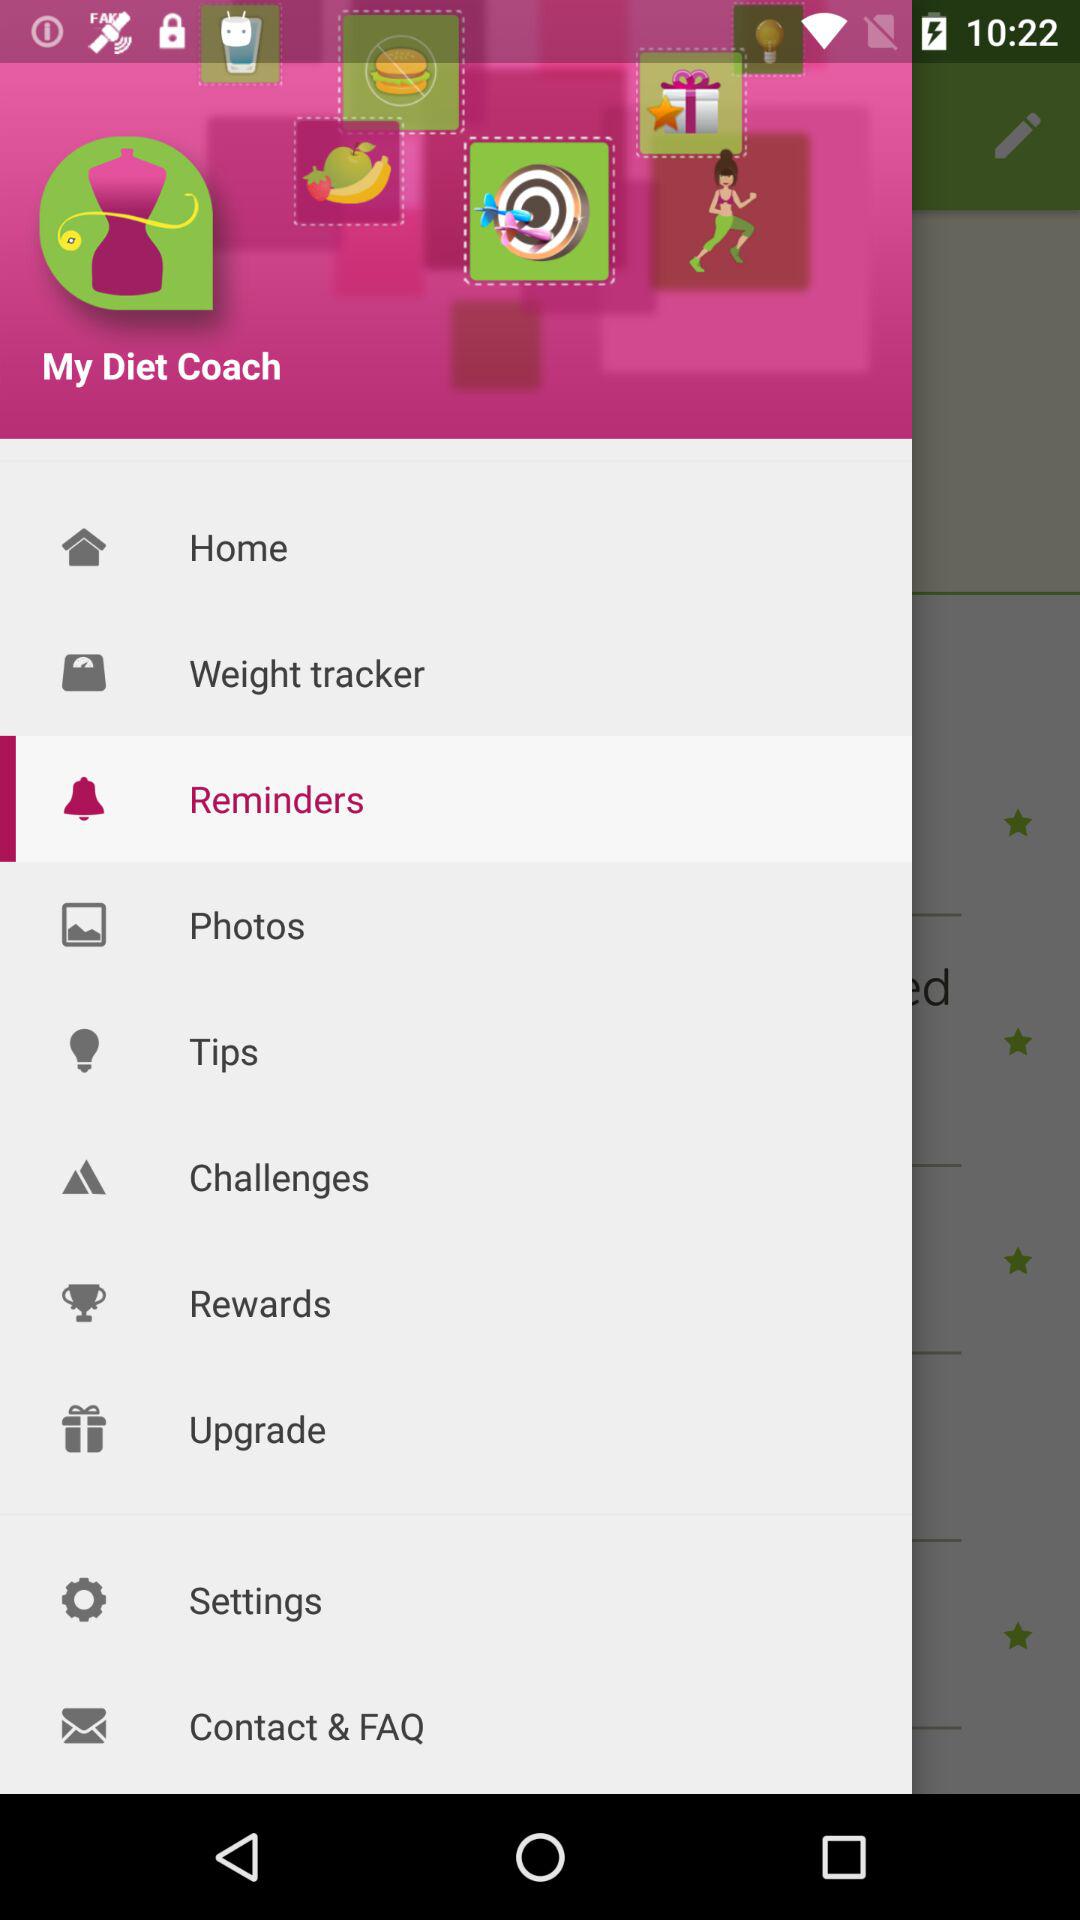 FAKE
10:22
My Diet Coach
Home
Weight tracker
Reminders
Photos
ed
Tips
Challenges
Rewards
Upgrade
Settings
Contact & FAQ